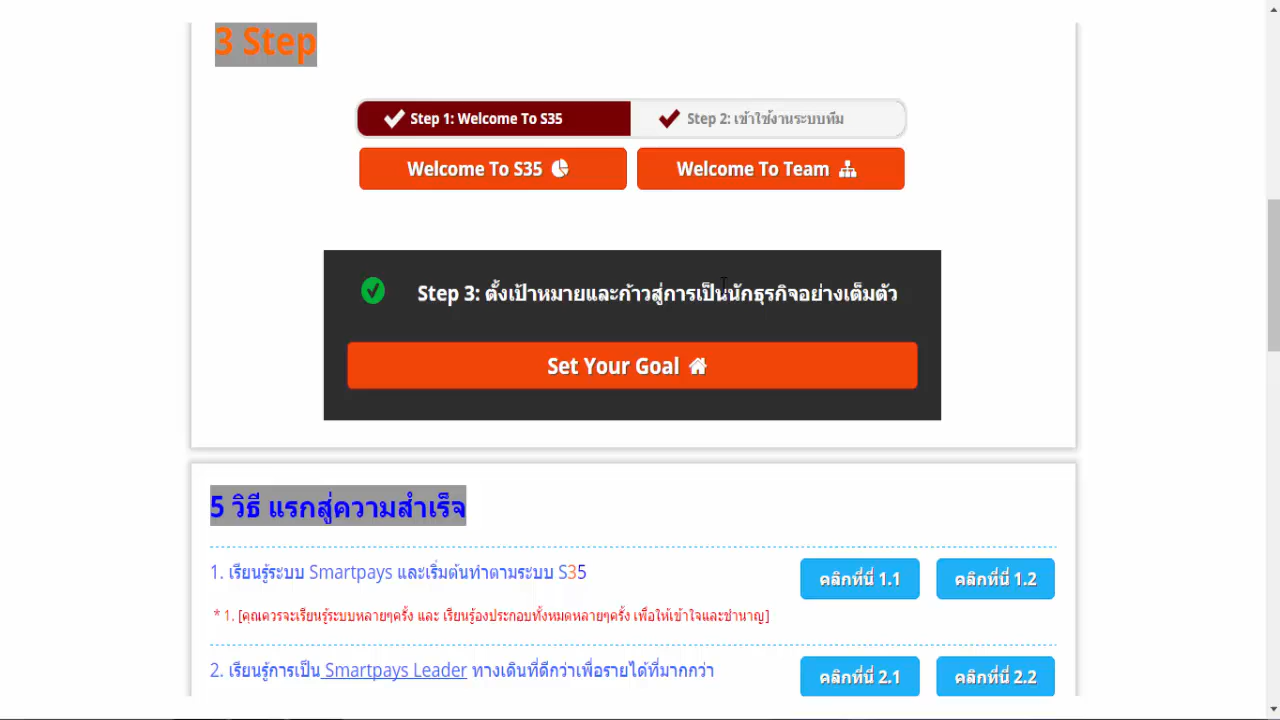 3 Step
Step 1: Welcome To S35
Step 2: เข้าใช้งานระบบทีม
Welcome To S35
Welcome To Team
Step 3: ตั้งเป้าหมายและก้าวสู่การเป็นนักธุรกิจอย่างเต็มตัว
Set Your Goal
5 วิธี แรกสู่ความสำเร็จ
1. เรียนรู้ระบบ Smartpays และเริ่มต้นทำตามระบบ S35
คลิกที่นี่ 1.1
คลิกที่นี่ 1.2
* 1. [คุณควรจะเรียนรู้ระบบหลายๆครั้ง และ เรียนรู้องประกอบทั้งหมดหลายๆครั้ง เพื่อให้เข้าใจและชำนาญ]
2. เรียนรู้การเป็น Smartpays Leader ทางเดินที่ดีกว่าเพื่อรายได้ที่มากกว่า
คลิกที่นี่ 2.1
คลิกที่นี่ 2.2